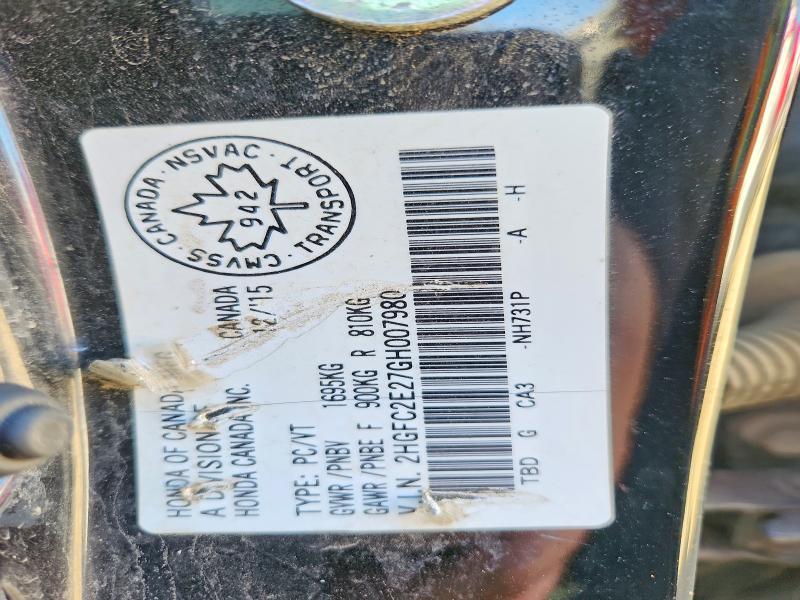 HONDA OF CANADA
A DIVISION OF CANADA
HONDA CANADA INC. 12/'15
CMVSS CANADA · NSVAC · TRANSPORT ·
942
TYPE: PC/VT
GWR/PNBV 1695KG
GAWR/PNBE F 900KG R 810KG
V.I.N. 2HGFC2E27GH007980
TBD G CA3 -NH731P -A -H